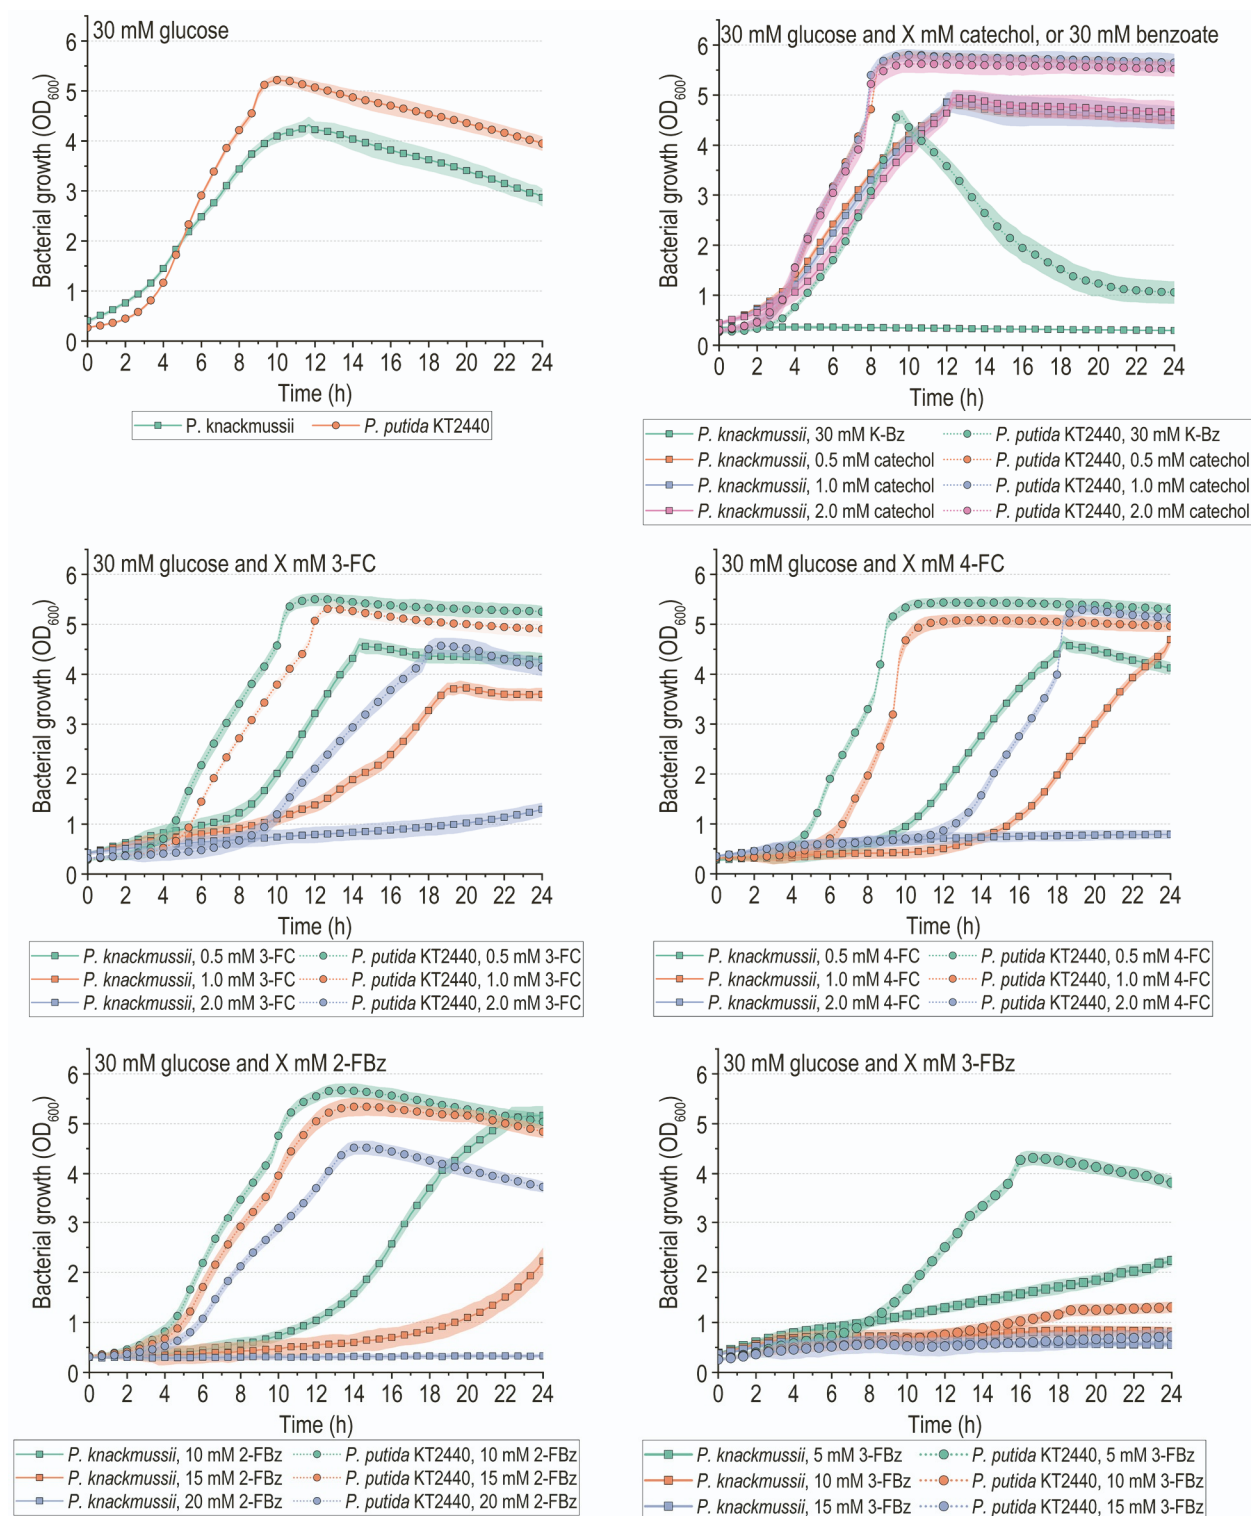 30 mM glucose
Bacterial growth (OD600)
6
5
4
3
2
1
0
0 2 4 6 8 10 12 14 16 18 20 22 24
Time (h)
P. knackmussii P. putida KT2440
30 mM glucose and X mM catechol, or 30 mM benzoate
Bacterial growth (OD600)
6
5
4
3
2
1
0
0 2 4 6 8 10 12 14 16 18 20 22 24
Time (h)
P. knackmussii, 30 mM K-Bz P. putida KT2440, 30 mM K-Bz
P. knackmussii, 0.5 mM catechol P. putida KT2440, 0.5 mM catechol
P. knackmussii, 1.0 mM catechol P. putida KT2440, 1.0 mM catechol
P. knackmussii, 2.0 mM catechol P. putida KT2440, 2.0 mM catechol
30 mM glucose and X mM 3-FC
Bacterial growth (OD600)
6
5
4
3
2
1
0
0 2 4 6 8 10 12 14 16 18 20 22 24
Time (h)
P. knackmussii, 0.5 mM 3-FC P. putida KT2440, 0.5 mM 3-FC
P. knackmussii, 1.0 mM 3-FC P. putida KT2440, 1.0 mM 3-FC
P. knackmussii, 2.0 mM 3-FC P. putida KT2440, 2.0 mM 3-FC
30 mM glucose and X mM 4-FC
Bacterial growth (OD600)
6
5
4
3
2
1
0
0 2 4 6 8 10 12 14 16 18 20 22 24
Time (h)
P. knackmussii, 0.5 mM 4-FC P. putida KT2440, 0.5 mM 4-FC
P. knackmussii, 1.0 mM 4-FC P. putida KT2440, 1.0 mM 4-FC
P. knackmussii, 2.0 mM 4-FC P. putida KT2440, 2.0 mM 4-FC
30 mM glucose and X mM 2-FBz
Bacterial growth (OD600)
6
5
4
3
2
1
0
0 2 4 6 8 10 12 14 16 18 20 22 24
Time (h)
P. knackmussii, 10 mM 2-FBz P. putida KT2440, 10 mM 2-FBz
P. knackmussii, 15 mM 2-FBz P. putida KT2440, 15 mM 2-FBz
P. knackmussii, 20 mM 2-FBz P. putida KT2440, 20 mM 2-FBz
30 mM glucose and X mM 3-FBz
Bacterial growth (OD600)
6
5
4
3
2
1
0
0 2 4 6 8 10 12 14 16 18 20 22 24
Time (h)
P. knackmussii, 5 mM 3-FBz P. putida KT2440, 5 mM 3-FBz
P. knackmussii, 10 mM 3-FBz P. putida KT2440, 10 mM 3-FBz
P. knackmussii, 15 mM 3-FBz P. putida KT2440, 15 mM 3-FBz